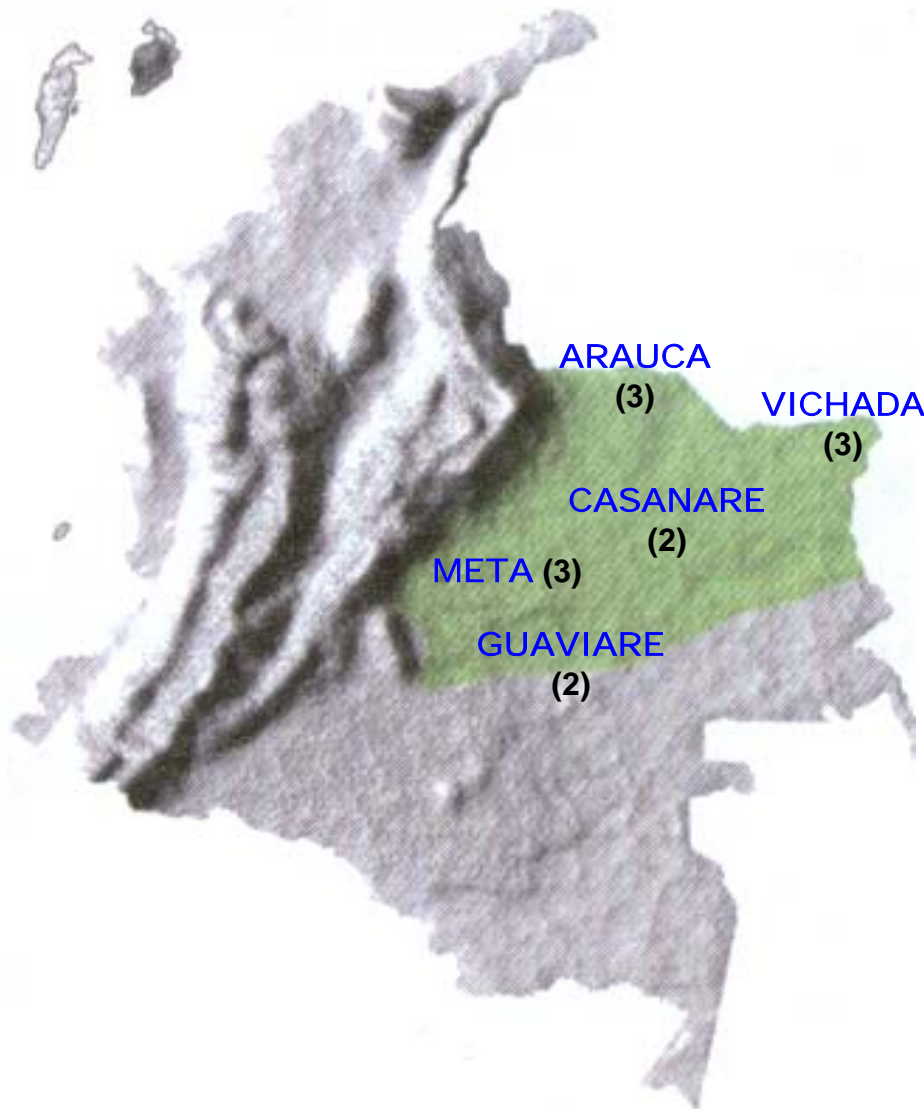 ARAUCA
(3)
VICHADA
(3)
CASANARE
(2)
META (3)
GUAVIARE
(2)